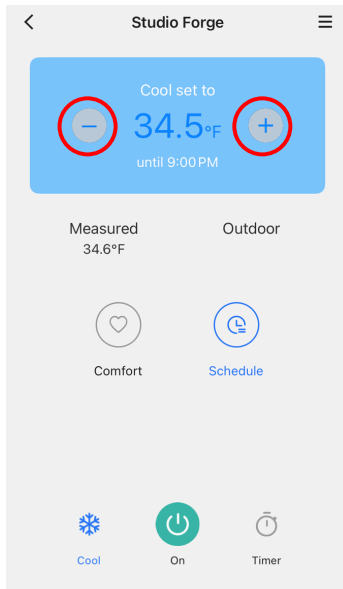 Studio Forge
Cool set to
34.5°F
until 9:00 PM
Measured
34.6°F
Outdoor
Comfort
Schedule
Cool
On
Timer